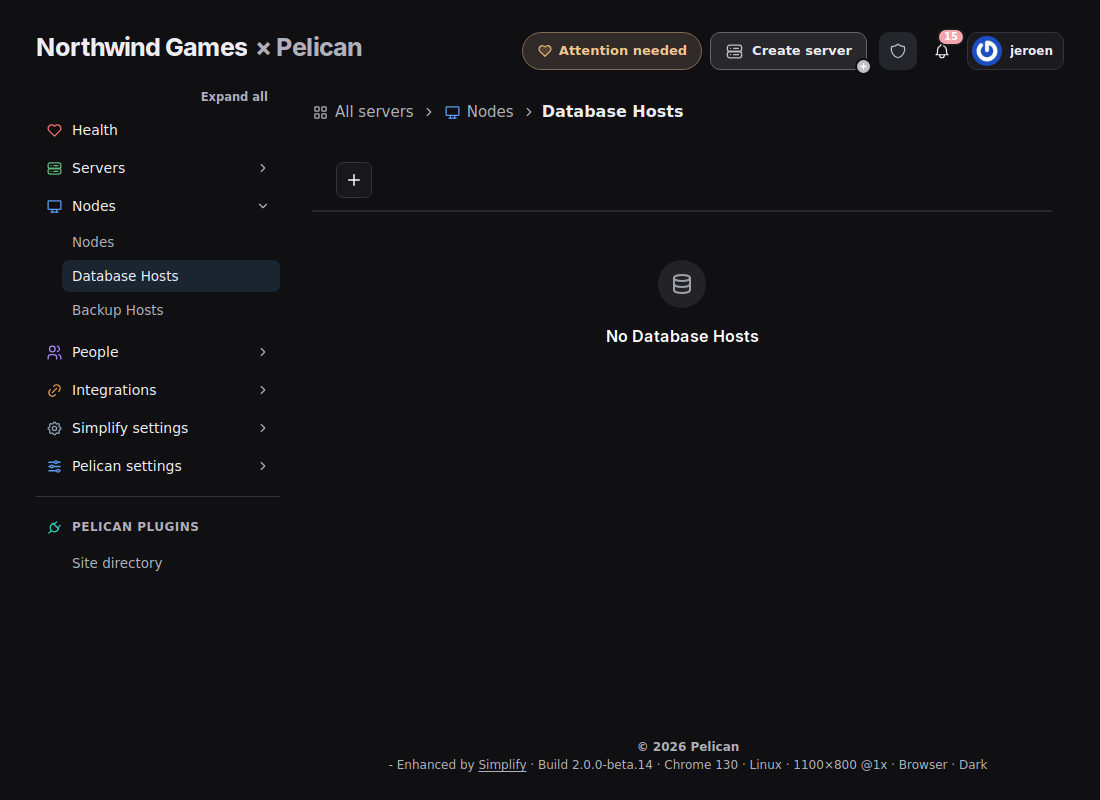 Northwind Games × Pelican
Attention needed
Create server
15
jeroen
Expand all
Health
Servers
Nodes
Nodes
Database Hosts
Backup Hosts
People
Integrations
Simplify settings
Pelican settings
PELICAN PLUGINS
Site directory
All servers > Nodes > Database Hosts
No Database Hosts
© 2026 Pelican
- Enhanced by Simplify · Build 2.0.0-beta.14 · Chrome 130 · Linux · 1100×800 @1x · Browser · Dark